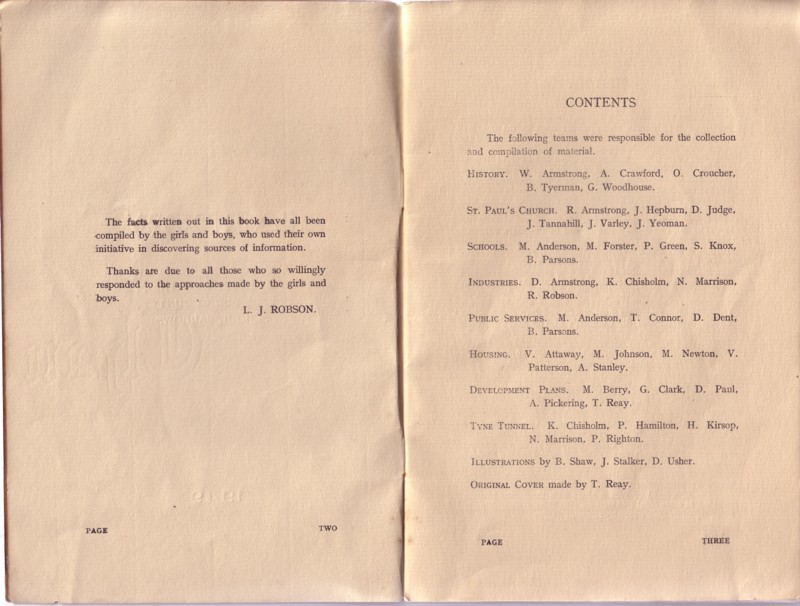 The facts written out in this book have all been
compiled by the girls and boys, who used their own
initiative in discovering sources of information.
Thanks are due to all those who so willingly
responded to the approaches made by the girls and
boys.
L. J. ROBSON.
PAGE TWO
CONTENTS
The following teams were responsible for the collection
and compilation of material.
HISTORY. W. Armstrong, A. Crawford, O. Croucher,
B. Tyerman, G. Woodhouse.
ST. PAUL'S CHURCH. R. Armstrong, J. Hepburn, D. Judge,
J. Tannahill, J. Varley, J. Yeoman.
SCHOOLS. M. Anderson, M. Forster, P. Green, S. Knox,
B. Parsons.
INDUSTRIES. D. Armstrong, K. Chisholm, N. Marrison,
R. Robson.
PUBLIC SERVICES. M. Anderson, T. Connor, D. Dent,
B. Parsons.
HOUSING. V. Attaway, M. Johnson, M. Newton, V.
Patterson, A. Stanley.
DEVELOPMENT PLANS. M. Berry, G. Clark, D. Paul,
A. Pickering, T. Reay.
TYNE TUNNEL. K. Chisholm, P. Hamilton, H. Kirsop,
N. Marrison, P. Righton.
ILLUSTRATIONS by B. Shaw, J. Stalker, D. Usher.
ORIGINAL COVER made by T. Reay.
PAGE THREE